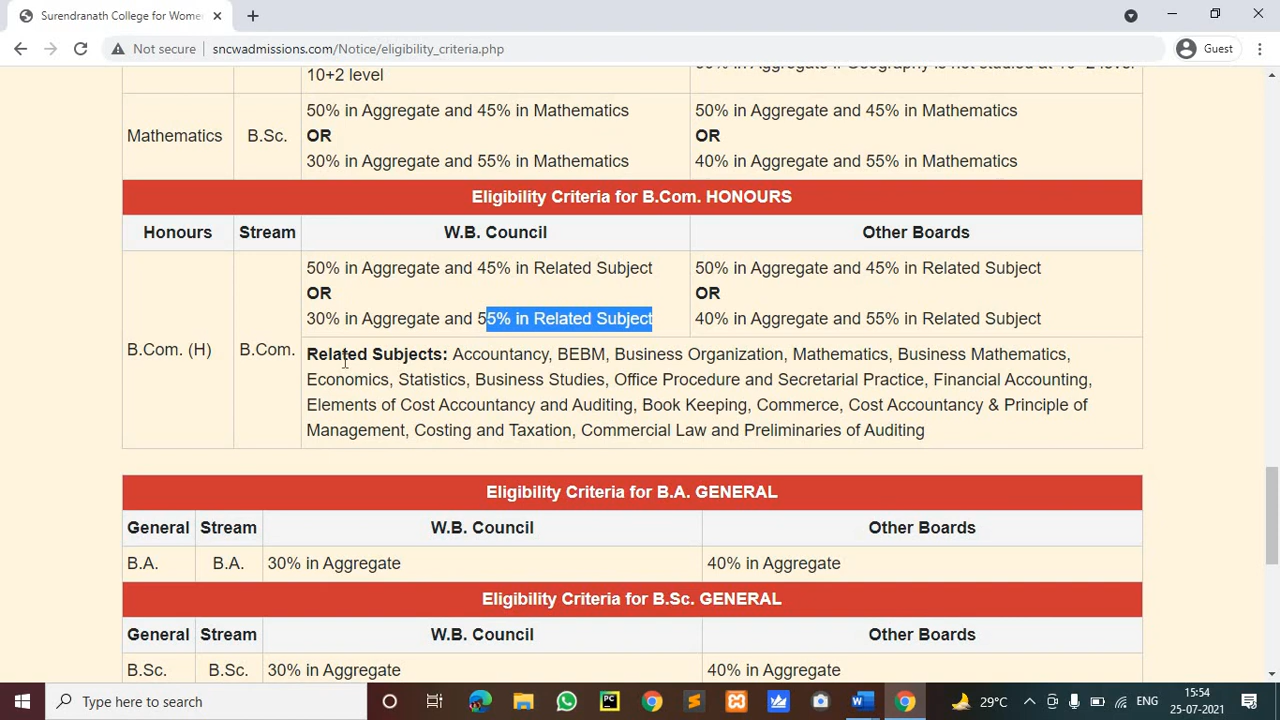 Surendranath College for Wome
Not secure
sncwadmissions.com/Notice/eligibility_criteria.php
Guest
10+2 level
Mathematics
B.Sc.
50% in Aggregate and 45% in Mathematics
OR
30% in Aggregate and 55% in Mathematics
50% in Aggregate and 45% in Mathematics
OR
40% in Aggregate and 55% in Mathematics
Eligibility Criteria for B.Com. HONOURS
Honours
Stream
W.B. Council
Other Boards
B.Com. (H)
B.Com.
50% in Aggregate and 45% in Related Subject
OR
30% in Aggregate and 55% in Related Subject
50% in Aggregate and 45% in Related Subject
OR
40% in Aggregate and 55% in Related Subject
Related Subjects: Accountancy, BEBM, Business Organization, Mathematics, Business Mathematics,
Economics, Statistics, Business Studies, Office Procedure and Secretarial Practice, Financial Accounting,
Elements of Cost Accountancy and Auditing, Book Keeping, Commerce, Cost Accountancy & Principle of
Management, Costing and Taxation, Commercial Law and Preliminaries of Auditing
Eligibility Criteria for B.A. GENERAL
General
Stream
W.B. Council
Other Boards
B.A.
B.A.
30% in Aggregate
40% in Aggregate
Eligibility Criteria for B.Sc. GENERAL
General
Stream
W.B. Council
Other Boards
B.Sc.
B.Sc.
30% in Aggregate
40% in Aggregate
Type here to search
PC
29°C
ENG
15:54
25-07-2021